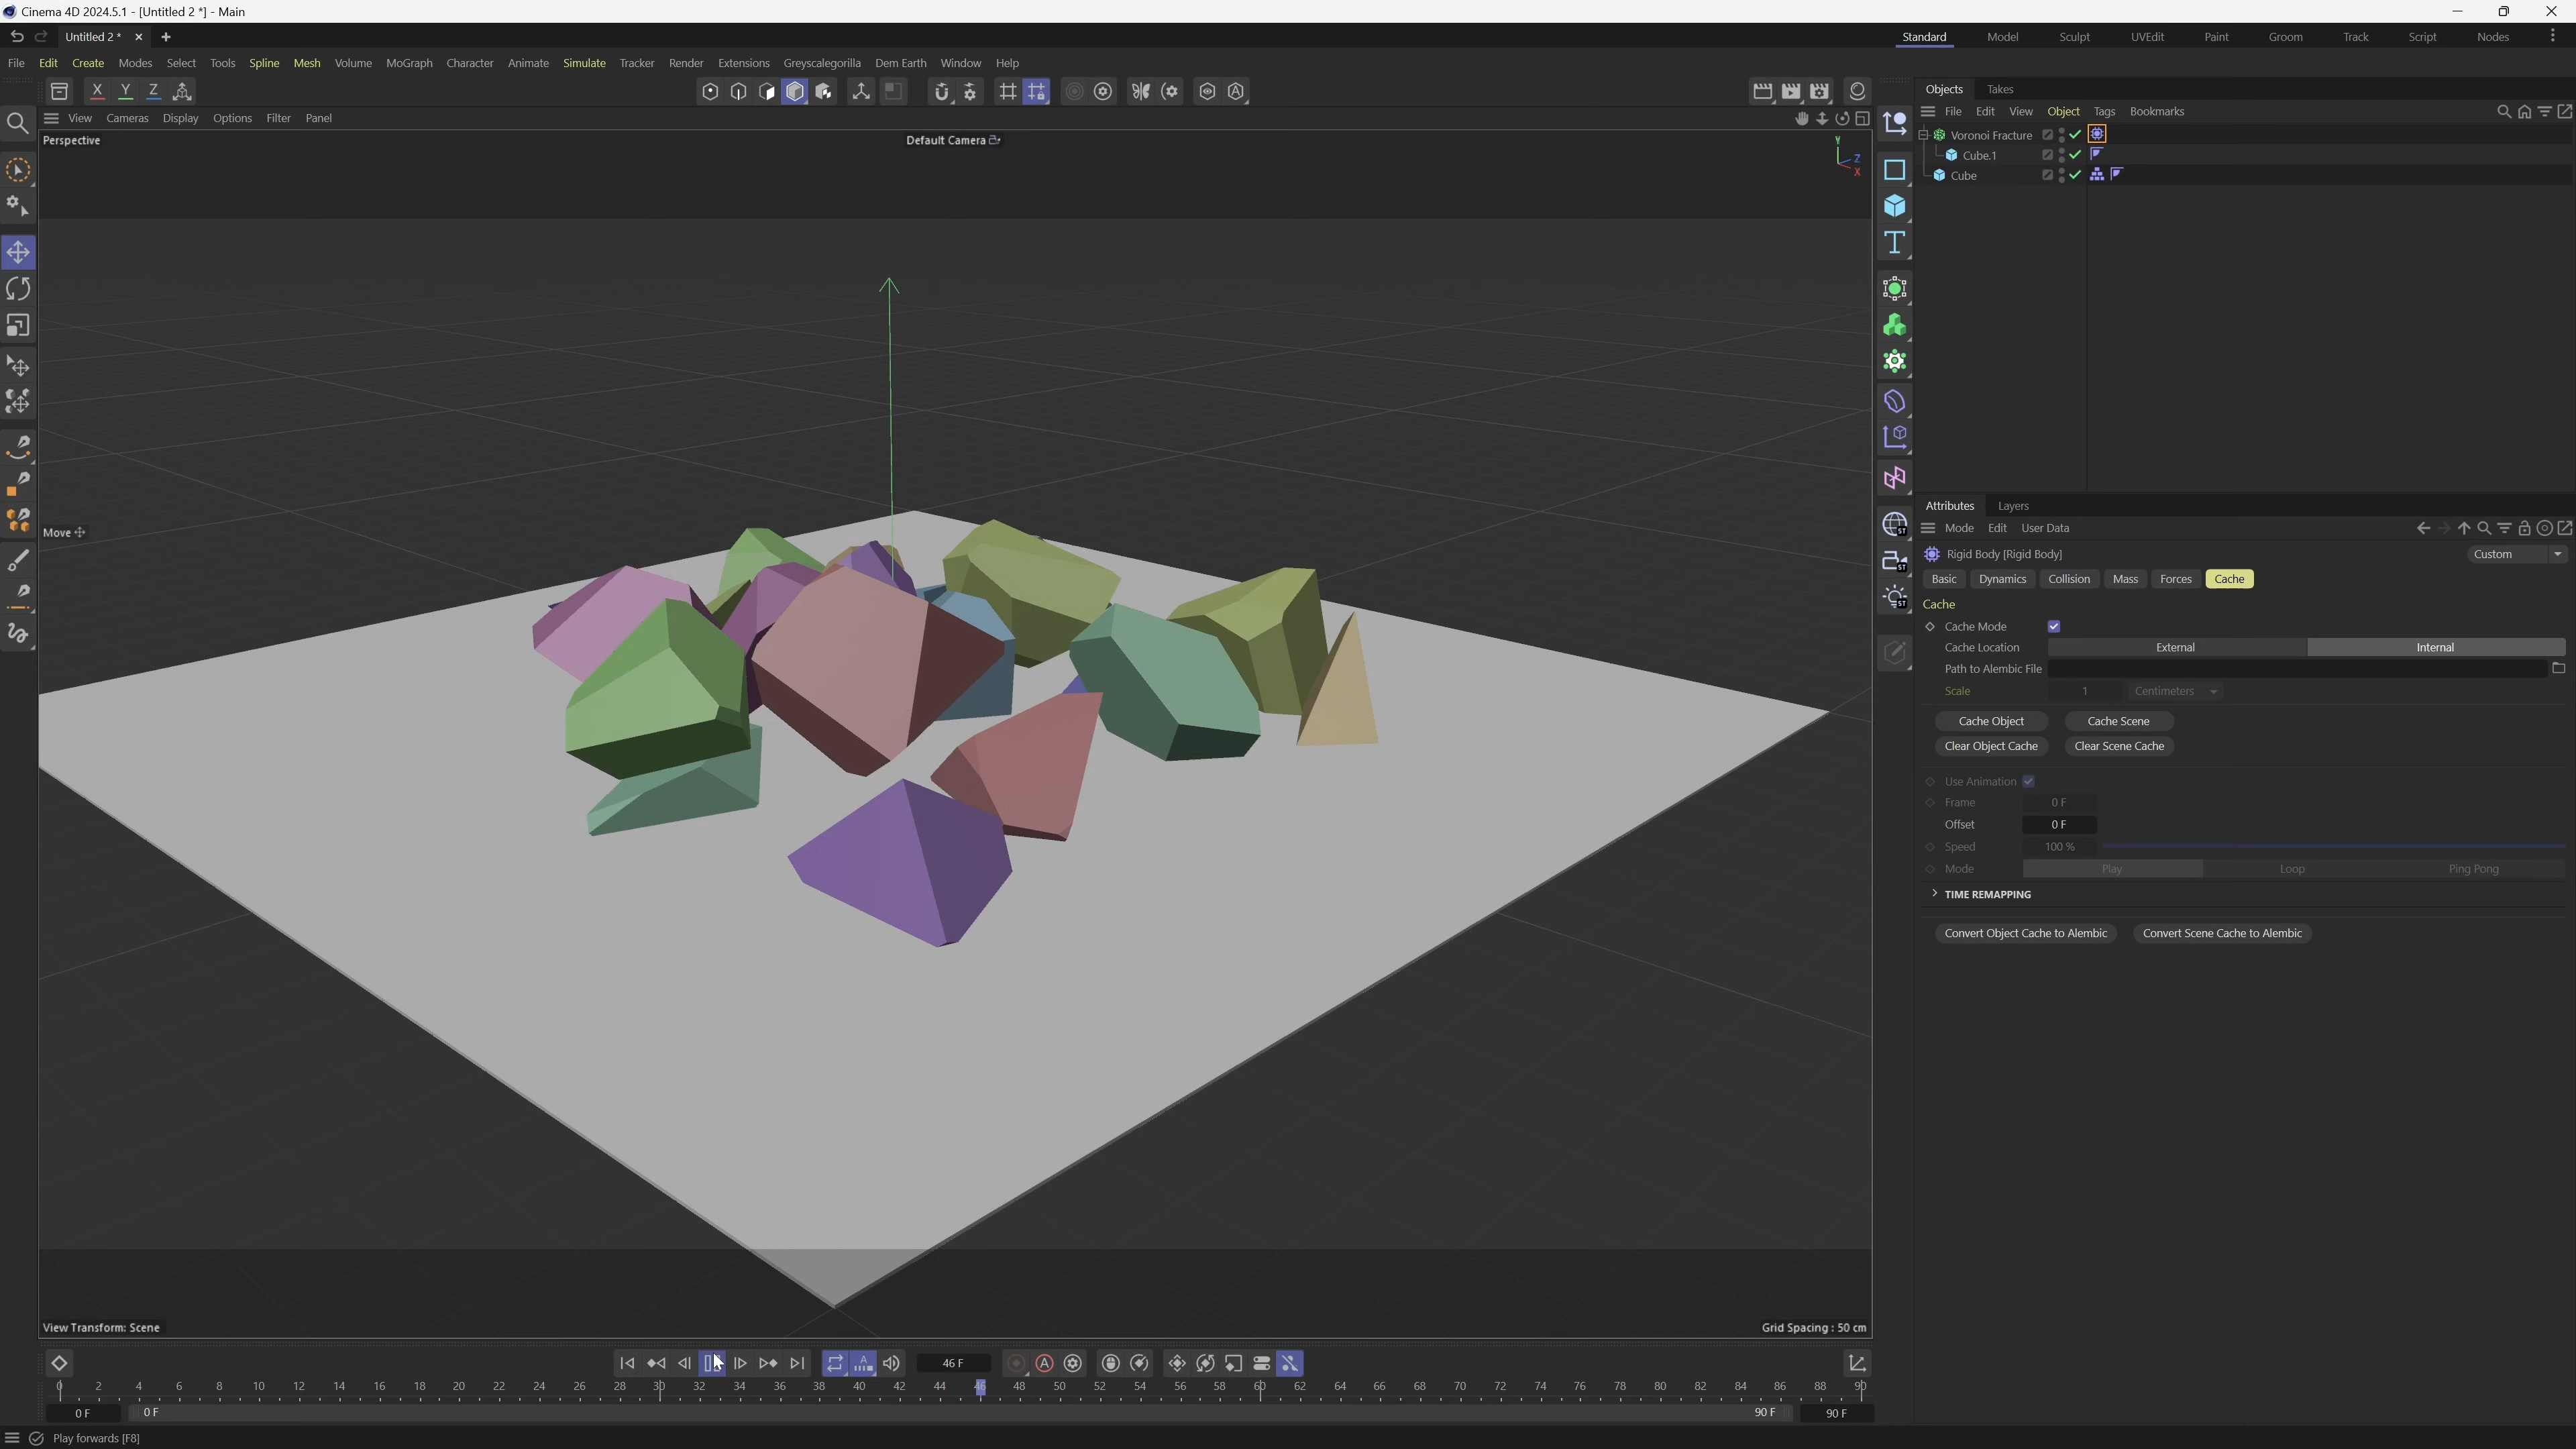 Cinema 4D 2024.5.1 - [Untitled 2 *] - Main
Untitled 2 *
Standard Model Sculpt UVEdit Paint Groom Track Script Nodes
File Edit Create Modes Select Tools Spline Mesh Volume MoGraph Character Animate Simulate Tracker Render Extensions Greyscalegorilla Dem Earth Window Help
X Y Z
Objects Takes
File Edit View Object Tags Bookmarks
View Cameras Display Options Filter Panel
Perspective
Default Camera
Y
Z
X
Voronoi Fracture
Cube.1
Cube
Move
Attributes Layers
Mode Edit User Data
Rigid Body [Rigid Body]
Custom
Basic Dynamics Collision Mass Forces Cache
Cache
Cache Mode
Cache Location External Internal
Path to Alembic File
Scale 1 Centimeters
Cache Object Cache Scene
Clear Object Cache Clear Scene Cache
Use Animation
Frame 0 F
Offset 0 F
Speed 100 %
Mode Play Loop Ping Pong
TIME REMAPPING
Convert Object Cache to Alembic Convert Scene Cache to Alembic
View Transform: Scene
Grid Spacing : 50 cm
46 F
0 2 4 6 8 10 12 14 16 18 20 22 24 26 28 30 32 34 36 38 40 42 44 46 48 50 52 54 56 58 60 62 64 66 68 70 72 74 76 78 80 82 84 86 88 90
0 F 0 F 90 F 90 F
Play forwards [F8]